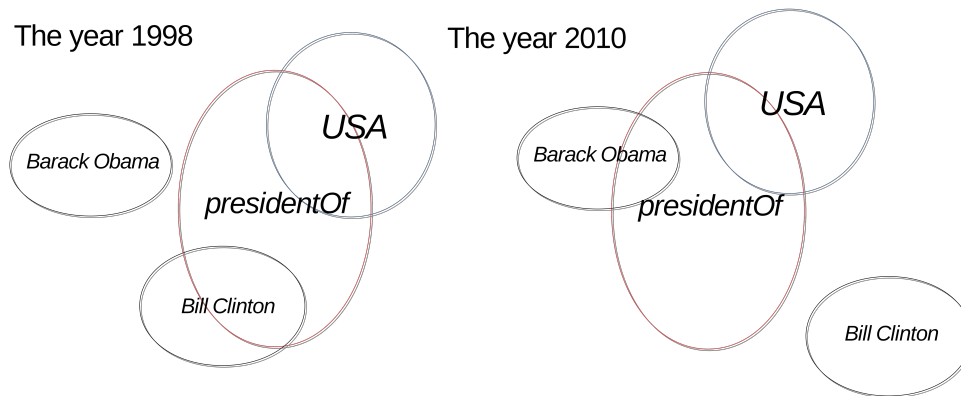 The year 1998
USA
Barack Obama
presidentOf
Bill Clinton
The year 2010
USA
Barack Obama
presidentOf
Bill Clinton